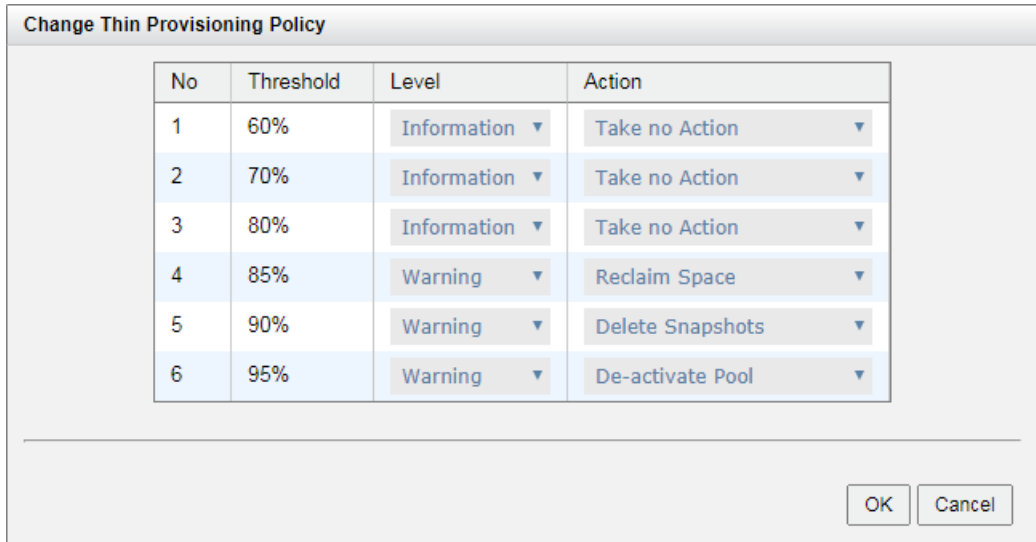 Change Thin Provisioning Policy
No Threshold Level Action
1 60% Information Take no Action
2 70% Information Take no Action
3 80% Information Take no Action
4 85% Warning Reclaim Space
5 90% Warning Delete Snapshots
6 95% Warning De-activate Pool
OK Cancel